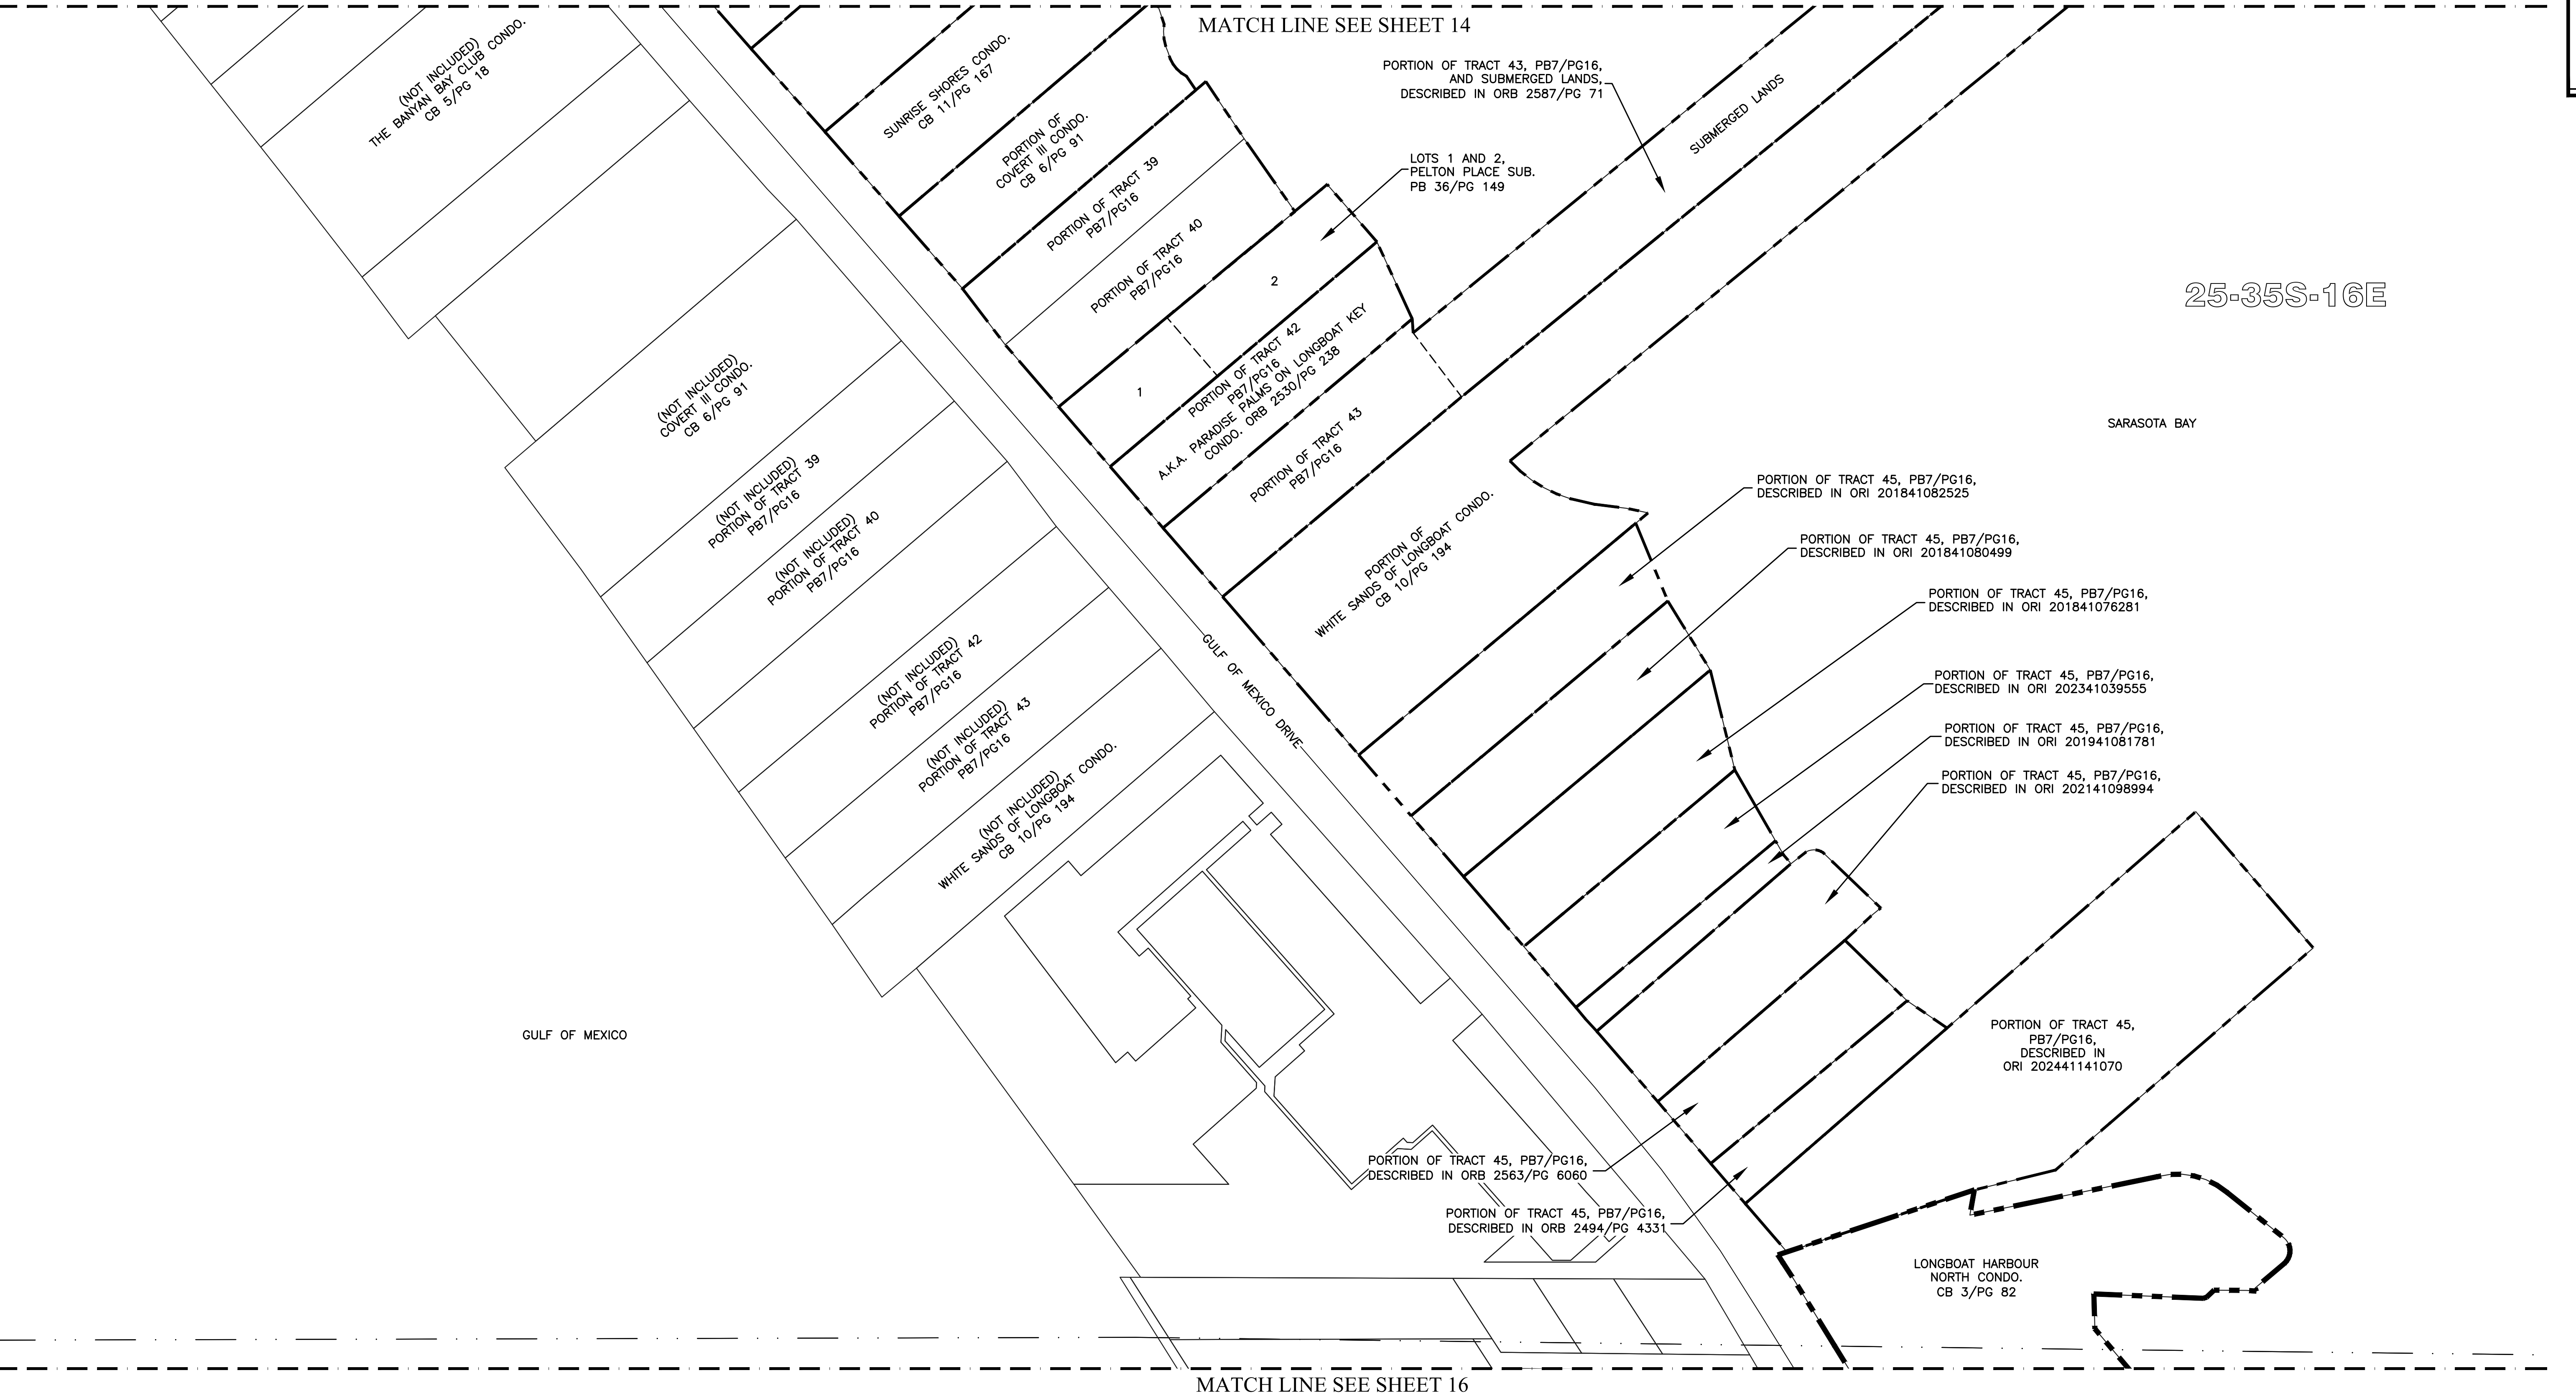 MATCH LINE SEE SHEET 14
(NOT INCLUDED)
THE BANYAN BAY CLUB CONDO.
CB 5/PG 18
SUNRISE SHORES CONDO.
CB 11/PG 167
PORTION OF
COVERT III CONDO.
CB 6/PG 91
PORTION OF TRACT 39
PB7/PG16
PORTION OF TRACT 40
PB7/PG16
PORTION OF TRACT 43, PB7/PG16,
AND SUBMERGED LANDS,
DESCRIBED IN ORB 2587/PG 71
SUBMERGED LANDS
LOTS 1 AND 2,
PELTON PLACE SUB.
PB 36/PG 149
2
1
PORTION OF TRACT 42
PB7/PG16
A.K.A. PARADISE PALMS ON LONGBOAT KEY
CONDO. ORB 2530/PG 238
PORTION OF TRACT 43
PB7/PG16
25-35S-16E
SARASOTA BAY
(NOT INCLUDED)
COVERT III CONDO.
CB 6/PG 91
(NOT INCLUDED)
PORTION OF TRACT 39
PB7/PG16
(NOT INCLUDED)
PORTION OF TRACT 40
PB7/PG16
(NOT INCLUDED)
PORTION OF TRACT 42
PB7/PG16
(NOT INCLUDED)
PORTION OF TRACT 43
PB7/PG16
(NOT INCLUDED)
WHITE SANDS OF LONGBOAT CONDO.
CB 10/PG 194
GULF OF MEXICO DRIVE
PORTION OF
WHITE SANDS OF LONGBOAT CONDO.
CB 10/PG 194
PORTION OF TRACT 45, PB7/PG16,
DESCRIBED IN ORI 201841082525
PORTION OF TRACT 45, PB7/PG16,
DESCRIBED IN ORI 201841080499
PORTION OF TRACT 45, PB7/PG16,
DESCRIBED IN ORI 201841076281
PORTION OF TRACT 45, PB7/PG16,
DESCRIBED IN ORI 202341039555
PORTION OF TRACT 45, PB7/PG16,
DESCRIBED IN ORI 201941081781
PORTION OF TRACT 45, PB7/PG16,
DESCRIBED IN ORI 202141098994
GULF OF MEXICO
PORTION OF TRACT 45,
PB7/PG16,
DESCRIBED IN
ORI 202441141070
PORTION OF TRACT 45, PB7/PG16,
DESCRIBED IN ORB 2563/PG 6060
PORTION OF TRACT 45, PB7/PG16,
DESCRIBED IN ORB 2494/PG 4331
LONGBOAT HARBOUR
NORTH CONDO.
CB 3/PG 82
MATCH LINE SEE SHEET 16